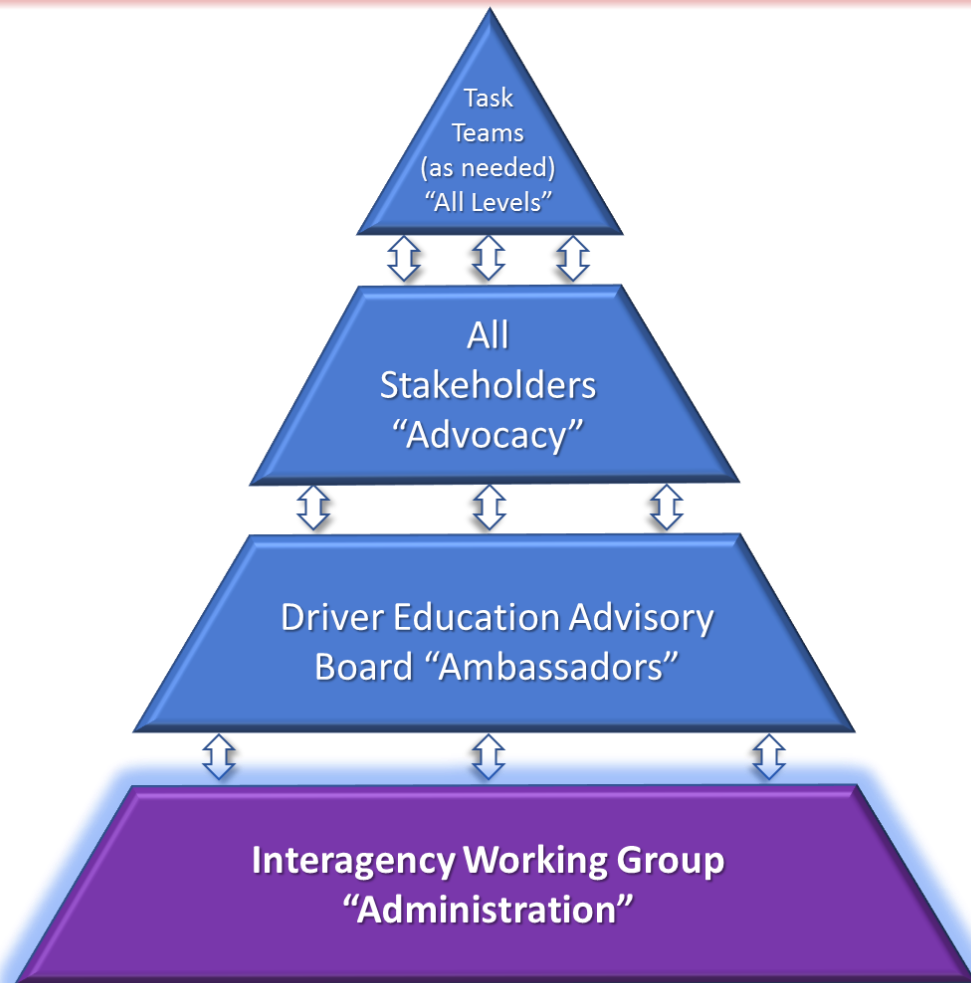 Task
Teams
(as needed)
“All Levels”
All
Stakeholders
“Advocacy”
Driver Education Advisory
Board “Ambassadors”
Interagency Working Group
“Administration”